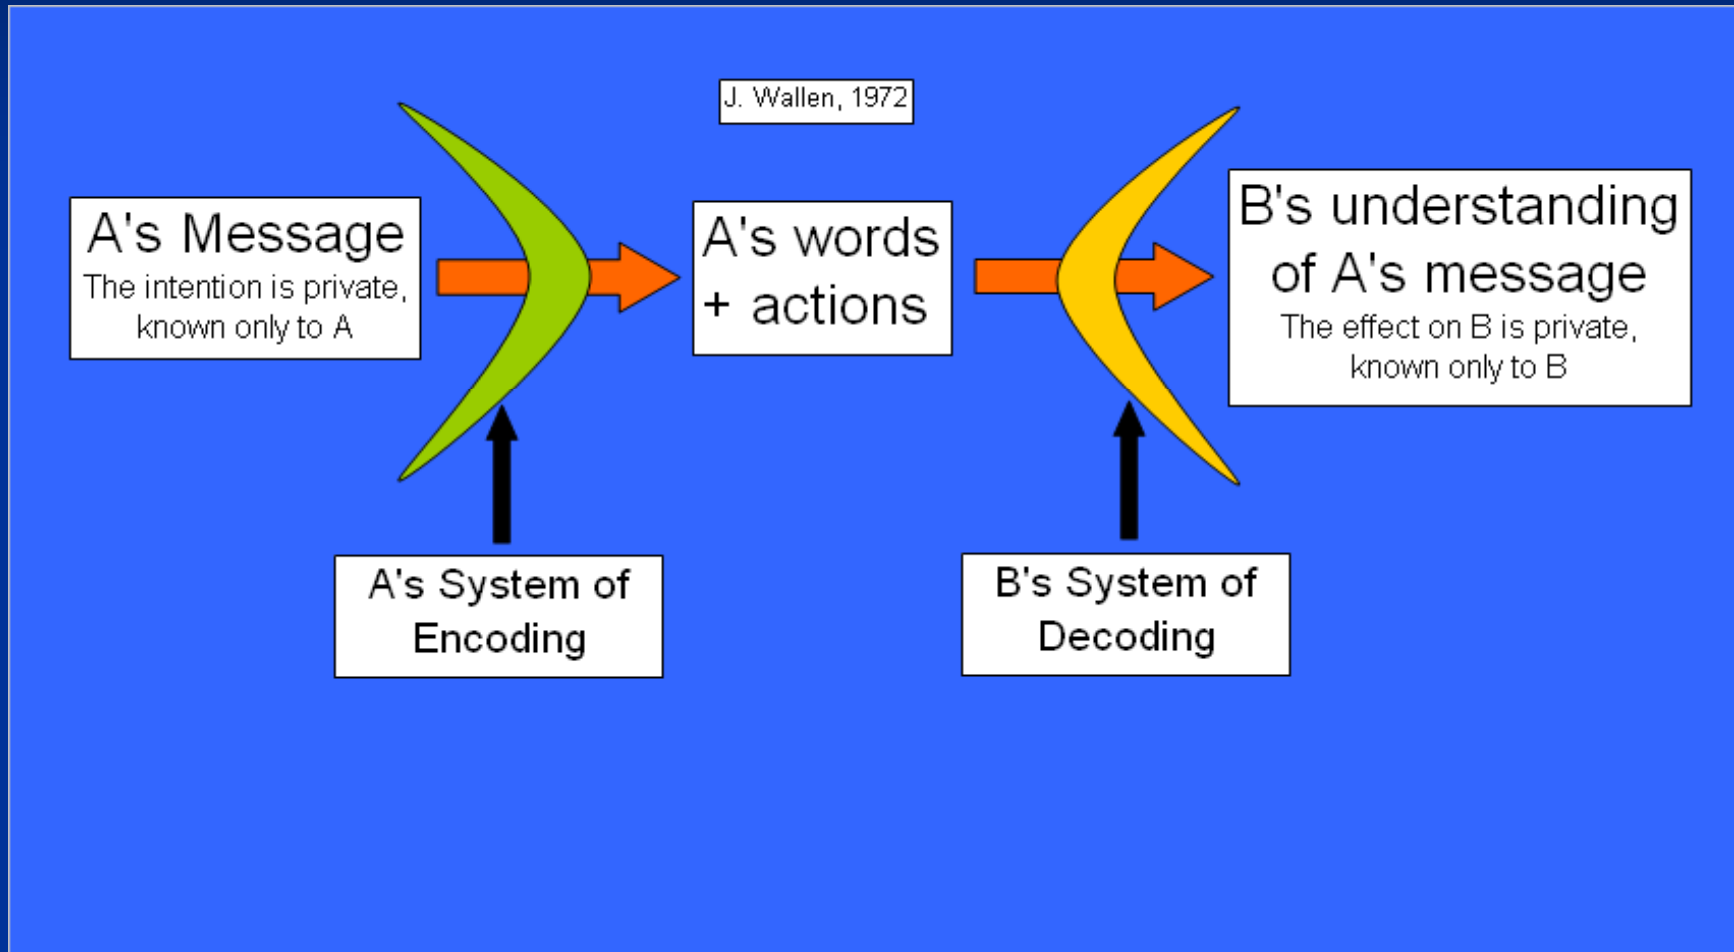 J. Wallen, 1972
A's Message
The intention is private,
known only to A
A's words
+ actions
B's understanding
of A's message
The effect on B is private,
known only to B
A's System of
Encoding
B's System of
Decoding